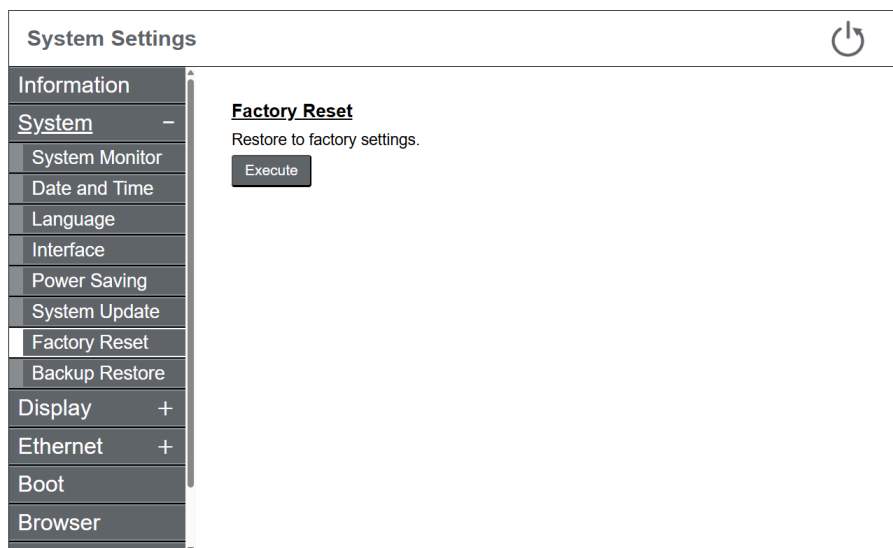 System Settings
Information
System −
System Monitor
Date and Time
Language
Interface
Power Saving
System Update
Factory Reset
Backup Restore
Display +
Ethernet +
Boot
Browser
Factory Reset
Restore to factory settings.
Execute